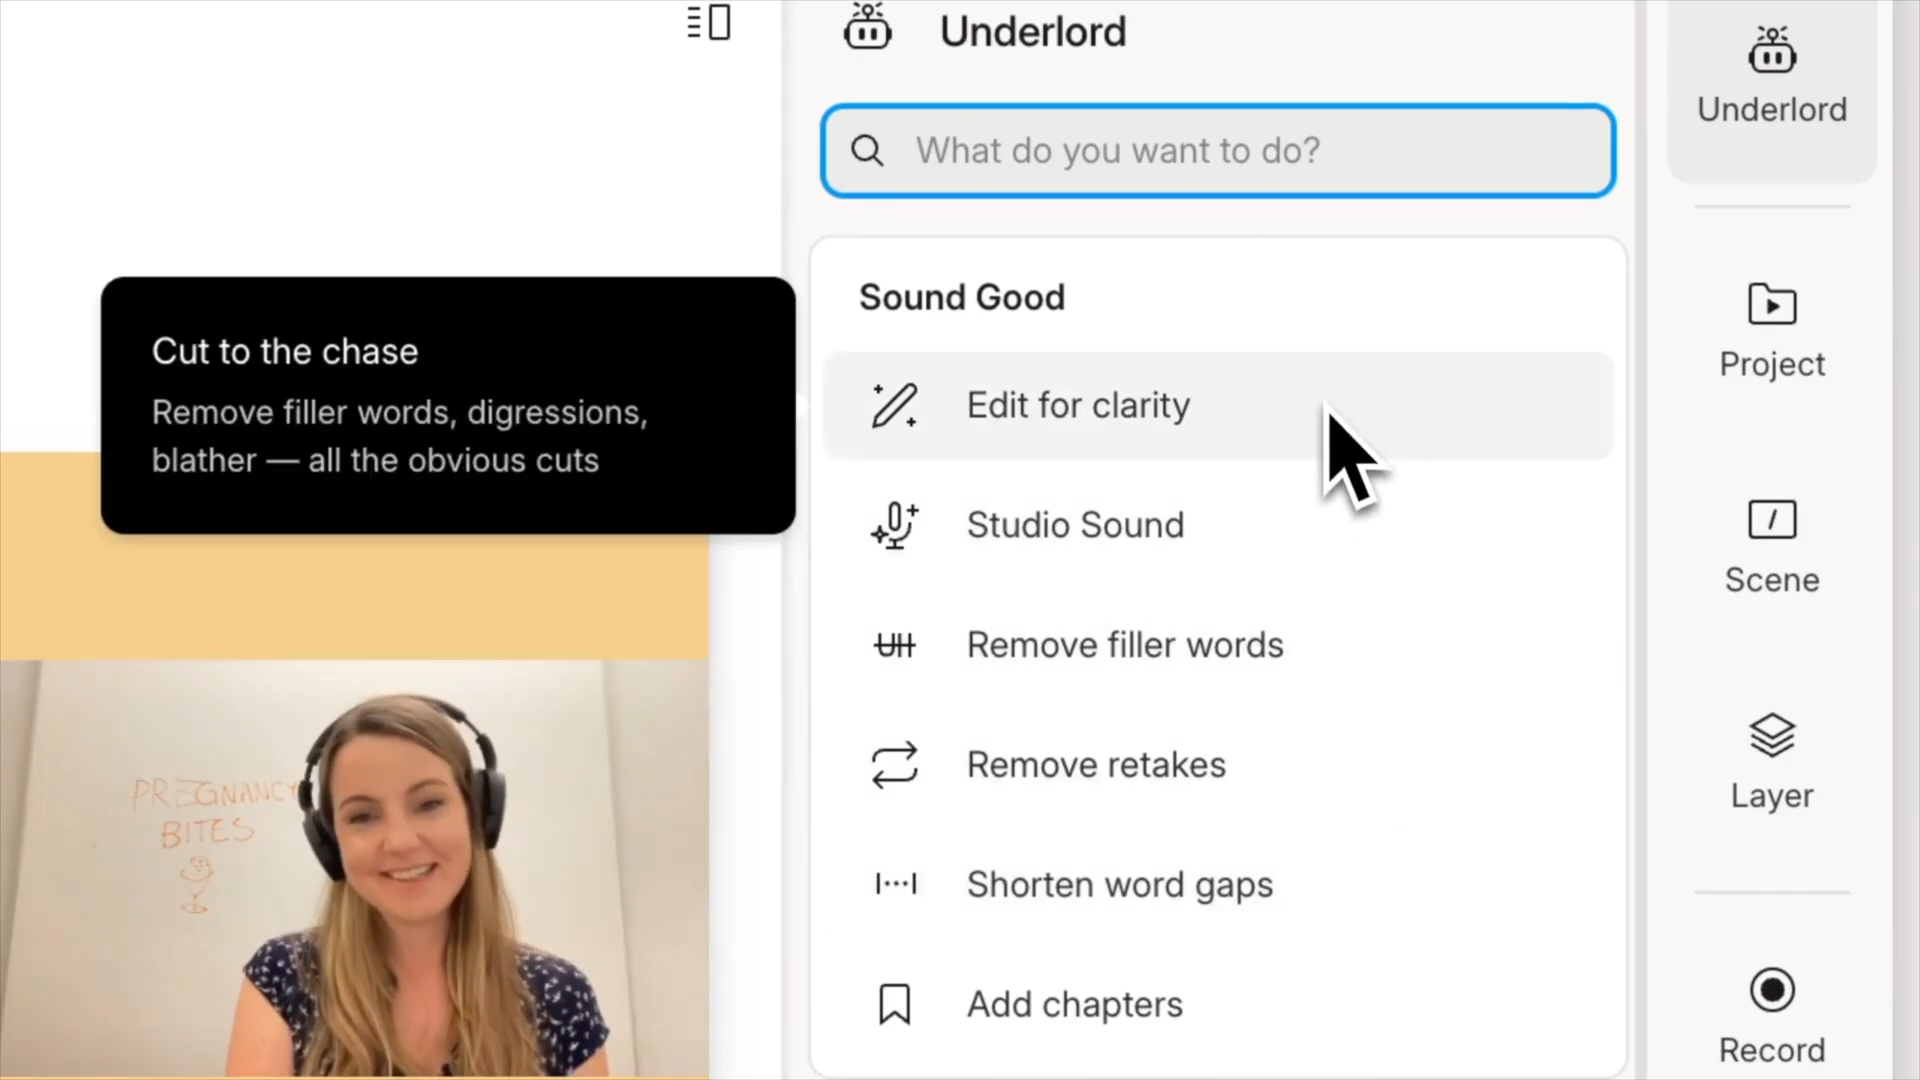 Underlord
What do you want to do?
Sound Good
Edit for clarity
Studio Sound
UH
Remove filler words
Remove retakes
Shorten word gaps
Add chapters
Cut to the chase
Remove filler words, digressions,
blather — all the obvious cuts
PREGNANCY
BITES
Underlord
Project
Scene
Layer
Record